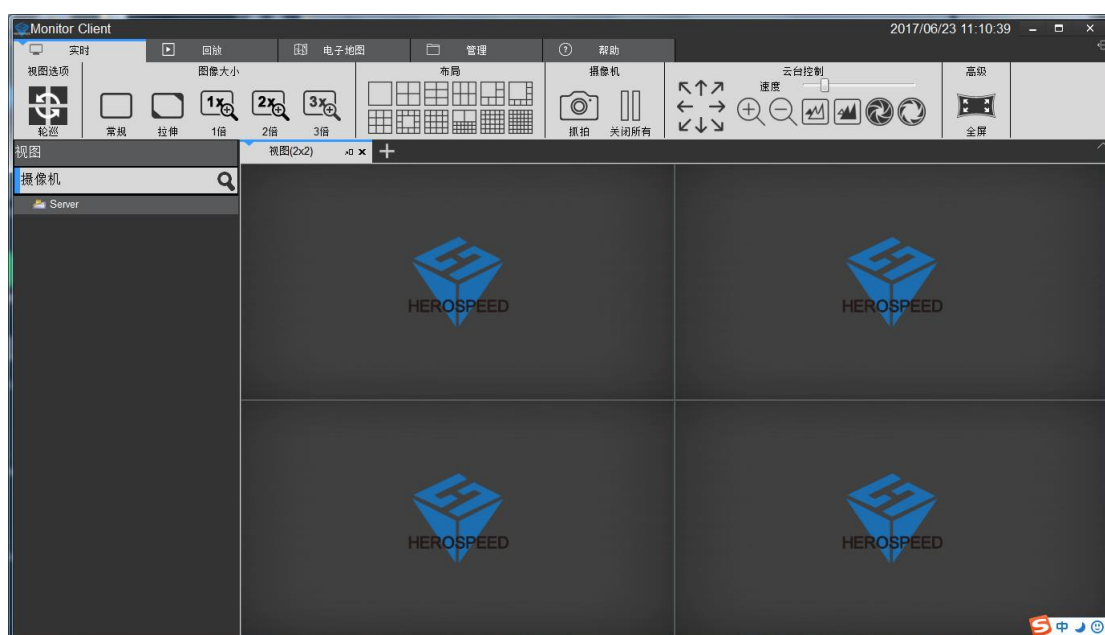 Monitor Client
2017/06/23 11:10:39
实时
回放
电子地图
管理
帮助
视图选项
图像大小
布局
摄像机
云台控制
高级
速度
1x
2x
3x
轮巡
常规
拉伸
1倍
2倍
3倍
抓拍
关闭所有
全屏
视图
视图(2x2)
摄像机
Server
HEROSPEED
HEROSPEED
HEROSPEED
HEROSPEED
S 中